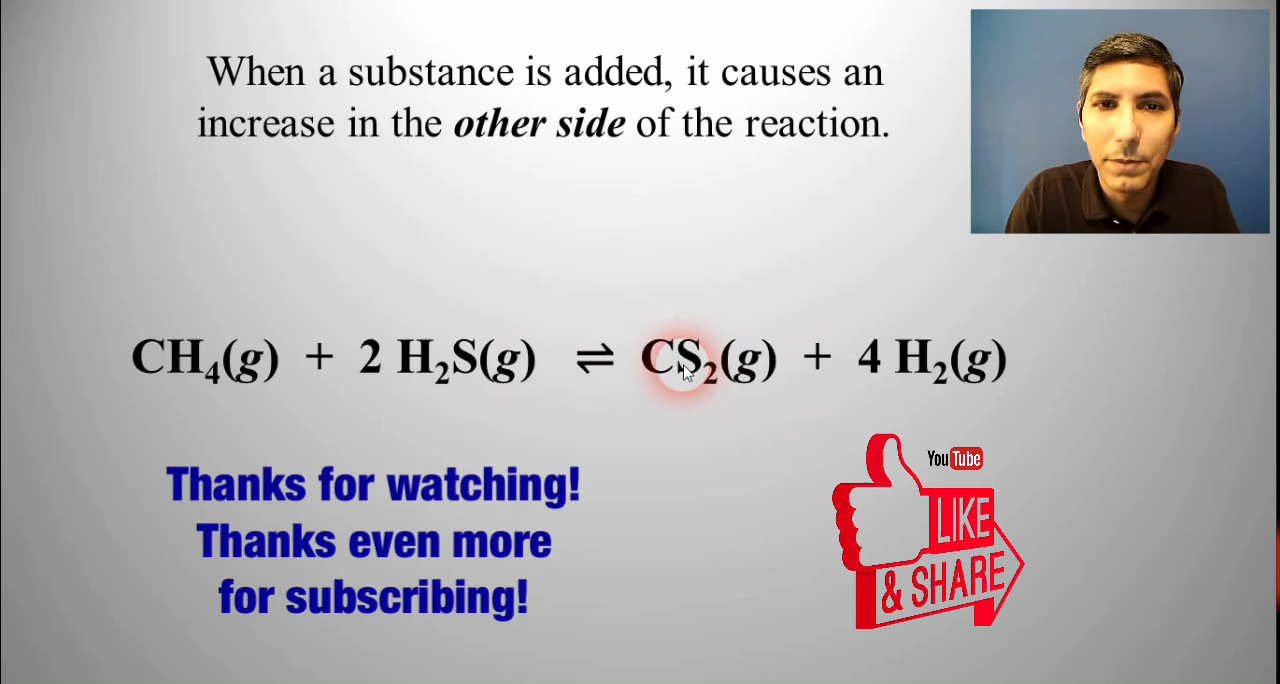 When a substance is added, it causes an
increase in the other side of the reaction.
CH₄(g) + 2 H₂S(g) ⇌ CS₂(g) + 4 H₂(g)
Thanks for watching!
Thanks even more
for subscribing!
YouTube
LIKE
& SHARE